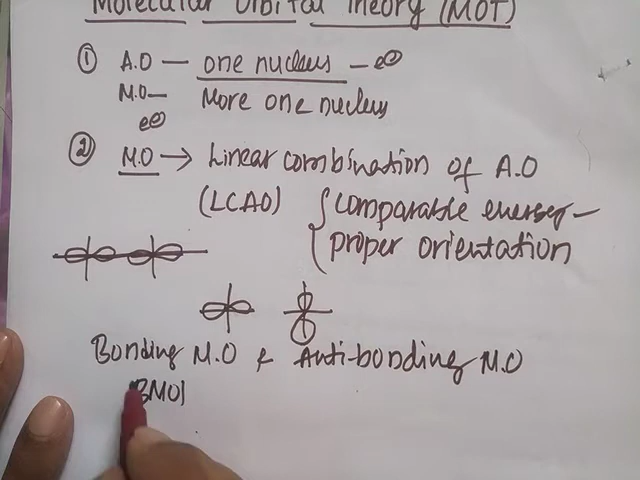 Molecular Orbital Theory (MOT)
① A.O — one nucleus — e⊖
M.O — More one nucleus
e⊖
② M.O → Linear combination of A.O
(LCAO) { comparable energy —
proper orientation
Bonding M.O & Anti-bonding M.O
BMO